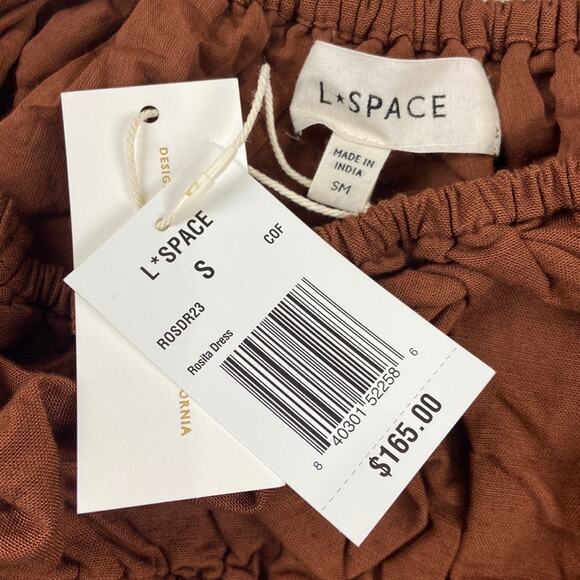 L*SPACE
MADE IN
INDIA
SM
DESIG
ORNIA
L*SPACE
S
COF
ROSDR23
Rosita Dress
8 40301 52258 6
$165.00